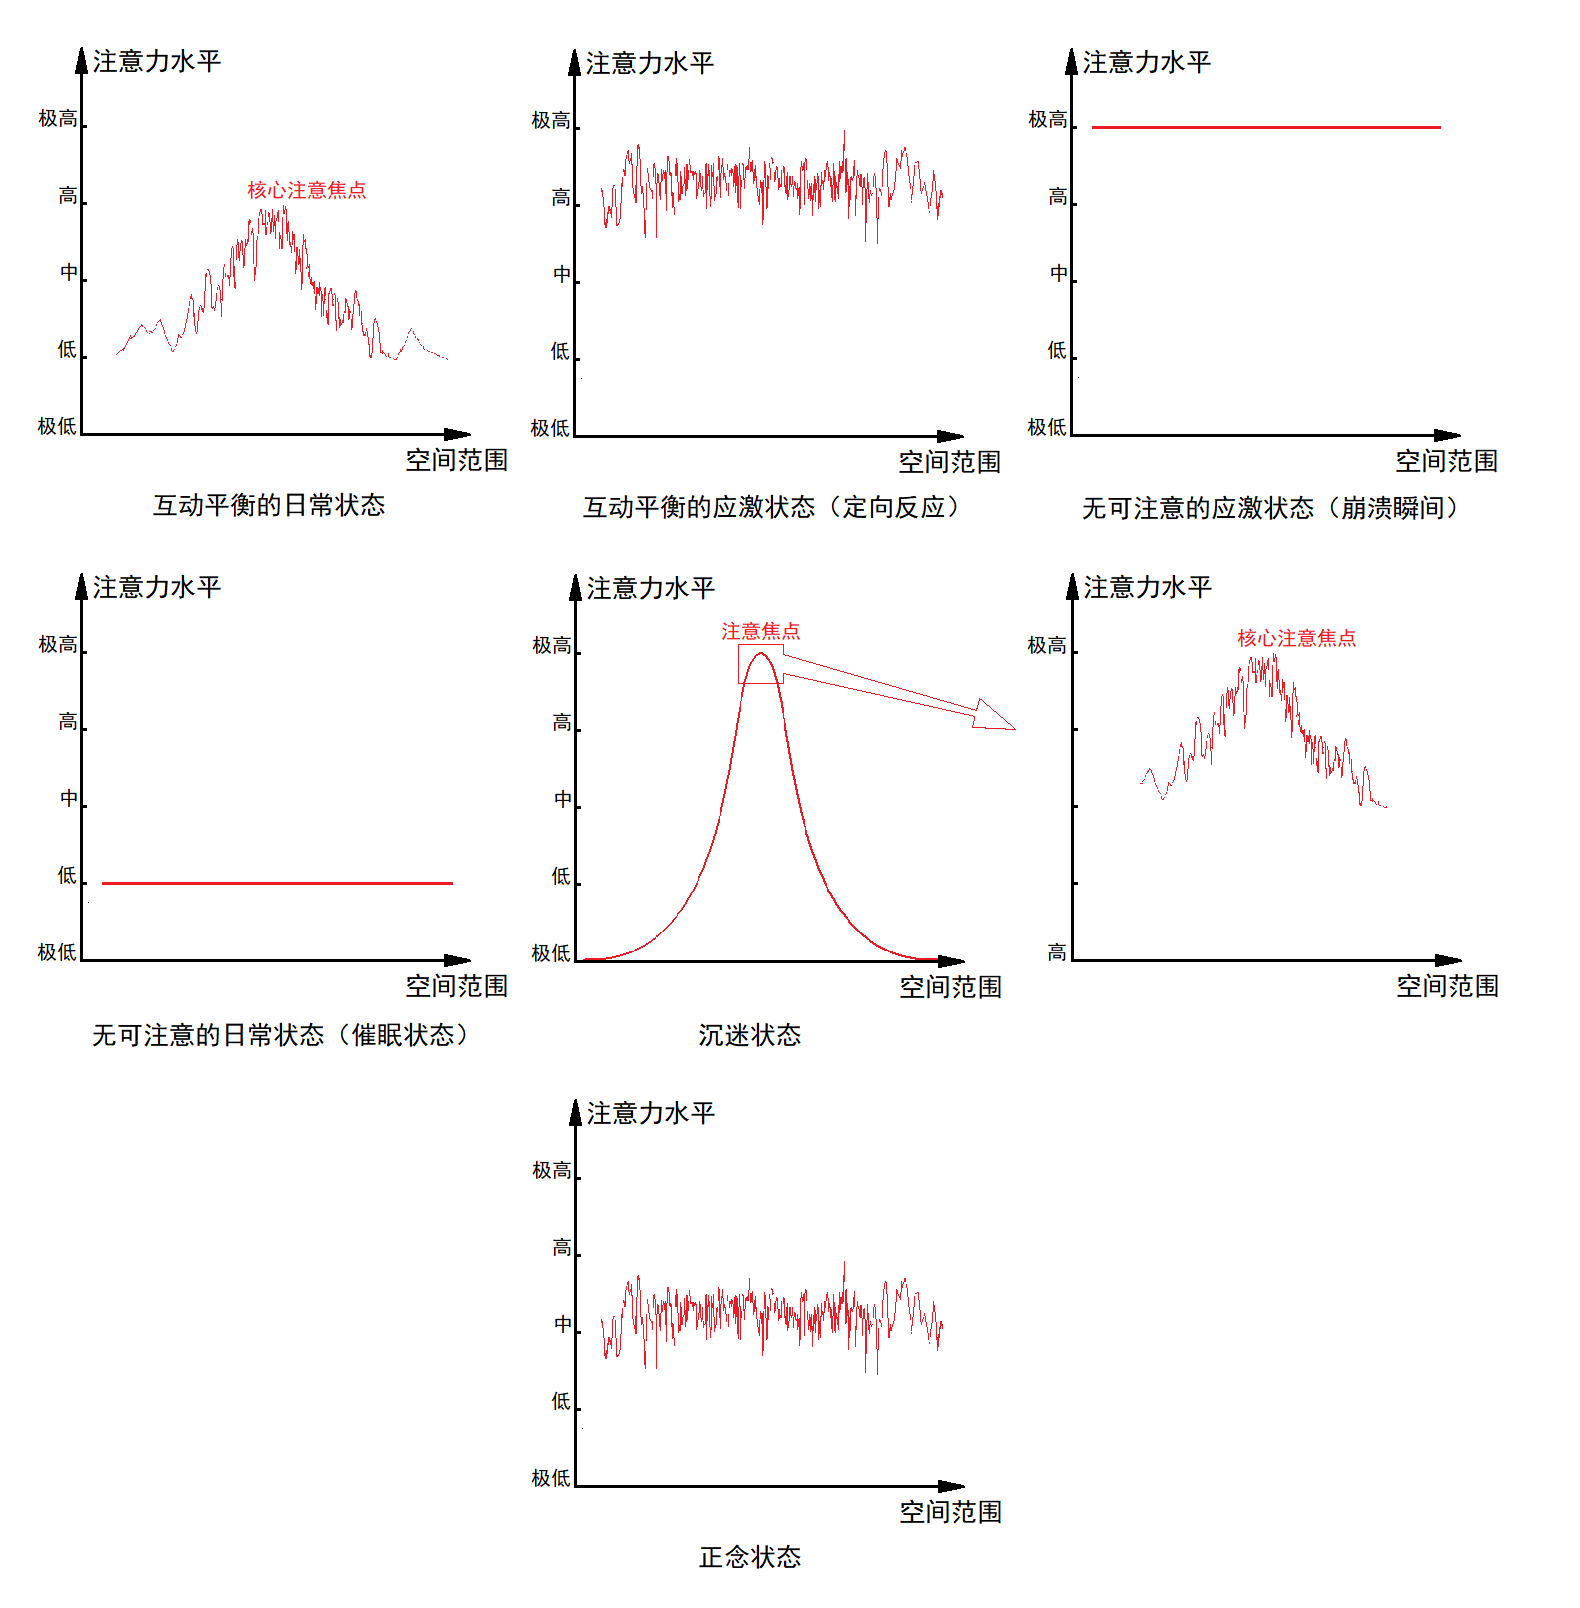 注意力水平
极高
高
中
低
极低
核心注意焦点
空间范围
互动平衡的日常状态
注意力水平
极高
高
中
低
极低
空间范围
互动平衡的应激状态（定向反应）
注意力水平
极高
高
中
低
极低
空间范围
无可注意的应激状态（崩溃瞬间）
注意力水平
极高
高
中
低
极低
空间范围
无可注意的日常状态（催眠状态）
注意力水平
注意焦点
极高
高
中
低
极低
空间范围
沉迷状态
注意力水平
核心注意焦点
极高
高
空间范围
注意力水平
极高
高
中
低
极低
空间范围
正念状态